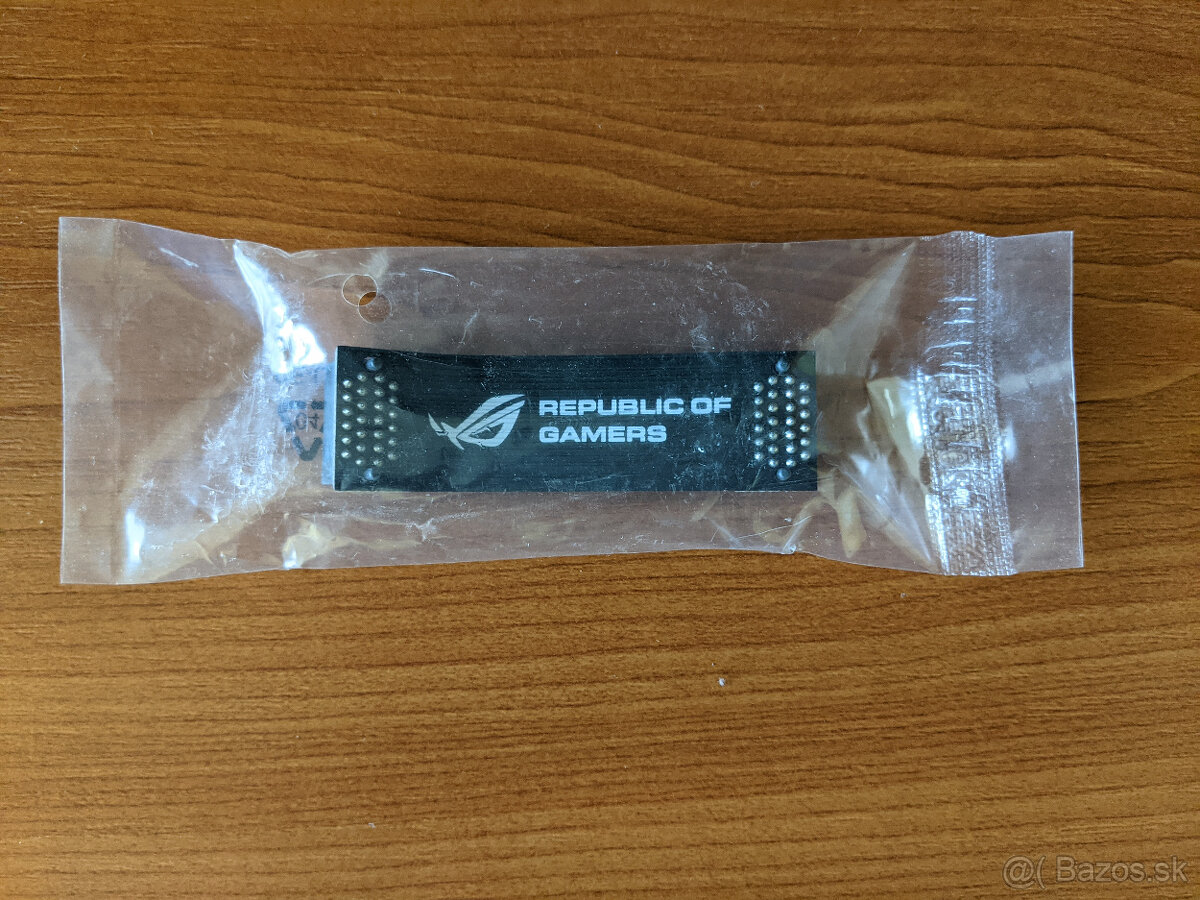 REPUBLIC OF
GAMERS
@( Bazos.sk